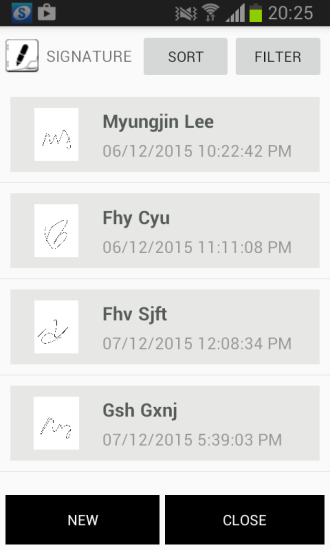 20:25
SIGNATURE SORT FILTER
Myungjin Lee
06/12/2015 10:22:42 PM
Fhy Cyu
06/12/2015 11:11:08 PM
Fhv Sjft
07/12/2015 12:08:34 PM
Gsh Gxnj
07/12/2015 5:39:03 PM
NEW CLOSE